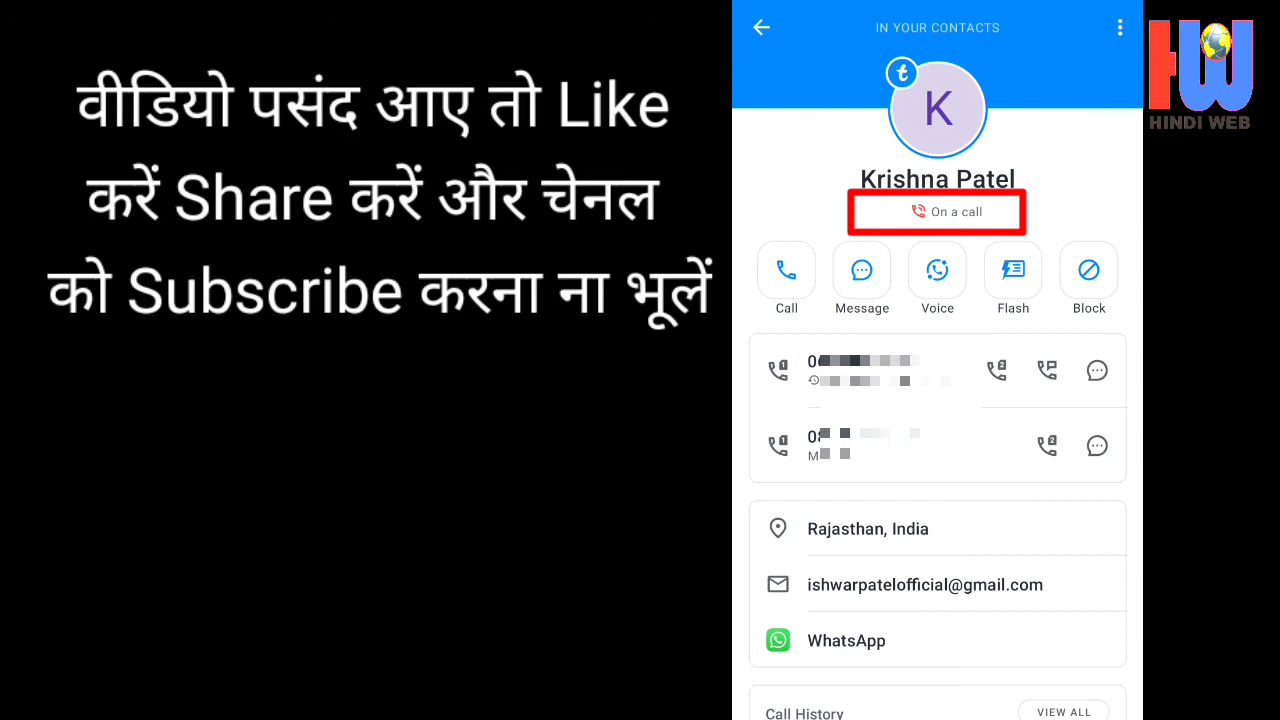 वीडियो पसंद आए तो Like
करें Share करें और चेनल
को Subscribe करना ना भूलें
IN YOUR CONTACTS
K
Krishna Patel
On a call
Call Message Voice Flash Block
Rajasthan, India
ishwarpatelofficial@gmail.com
WhatsApp
Call History VIEW ALL
HW
HINDI WEB